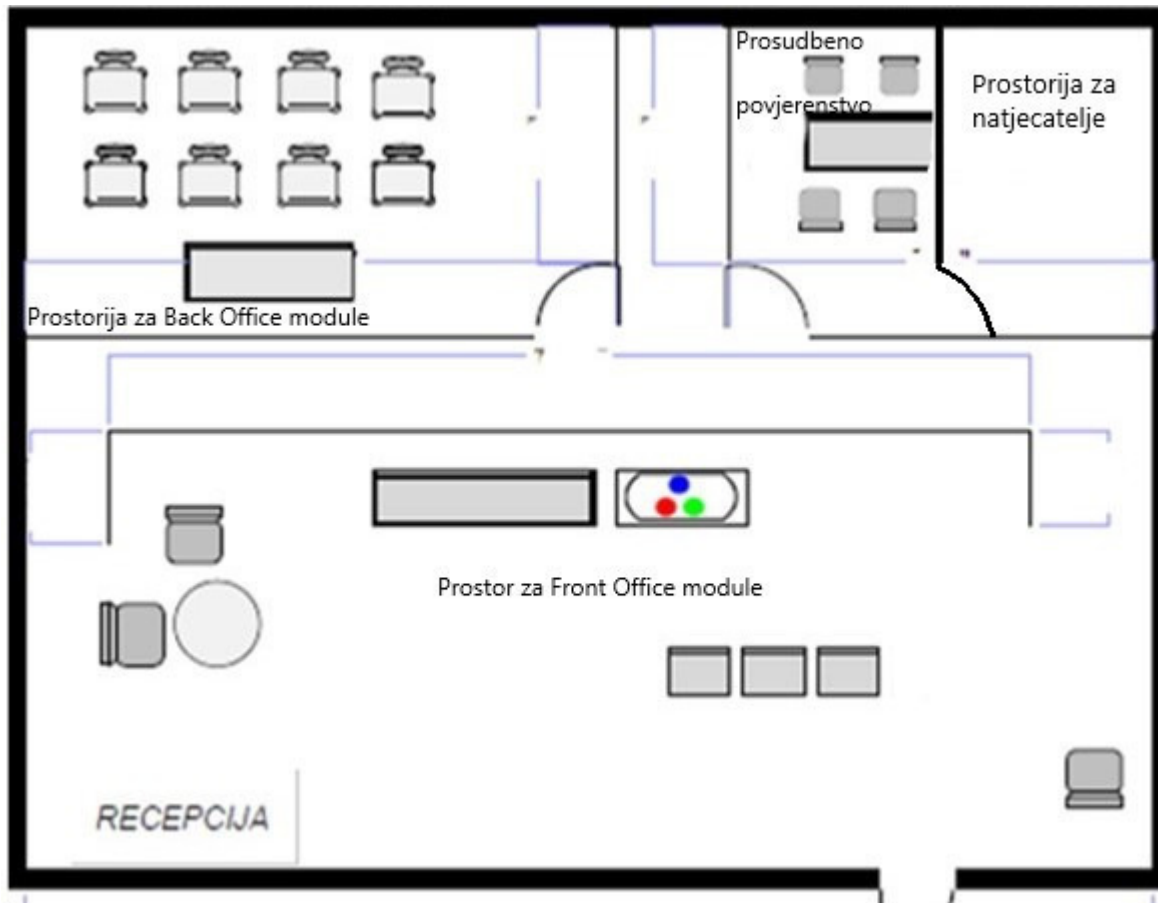 Prosudbeno
povjerenstvo
Prostorija za
natjecatelje
Prostorija za Back Office module
Prostor za Front Office module
RECEPCIJA